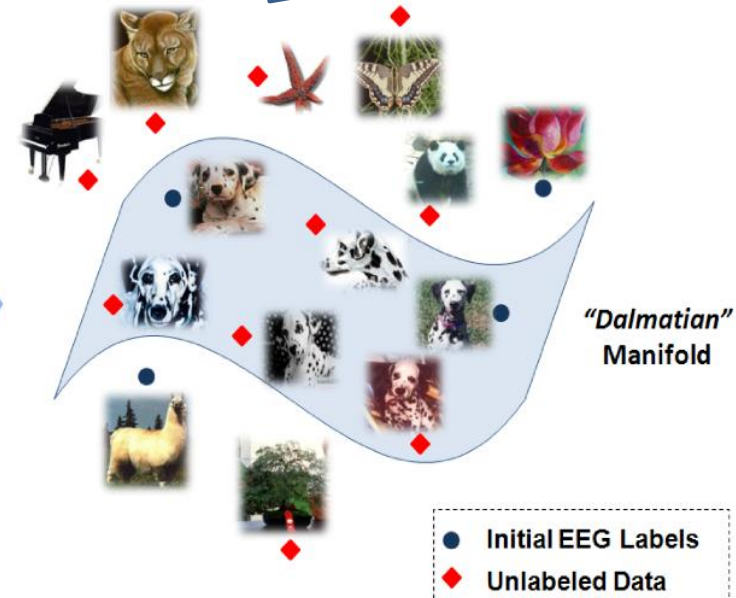 “Dalmatian”
Manifold
Initial EEG Labels
Unlabeled Data